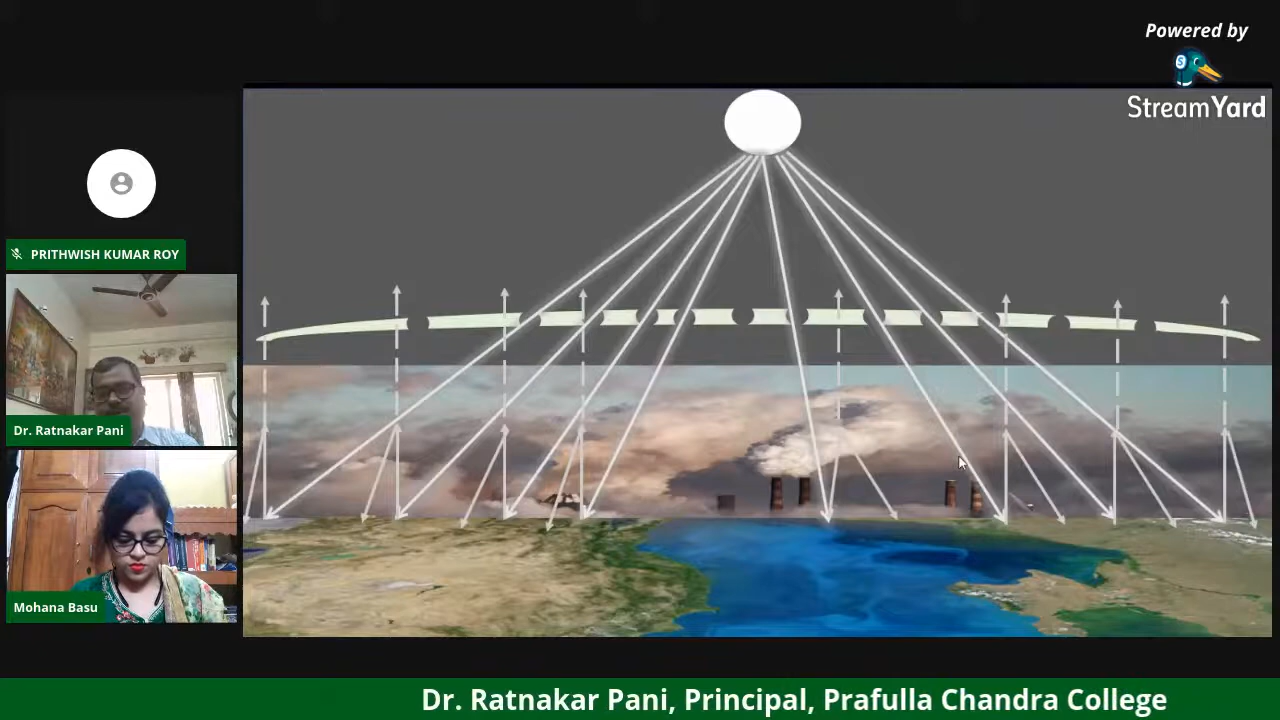 Powered by
StreamYard
PRITHWISH KUMAR ROY
Dr. Ratnakar Pani
Mohana Basu
Dr. Ratnakar Pani, Principal, Prafulla Chandra College